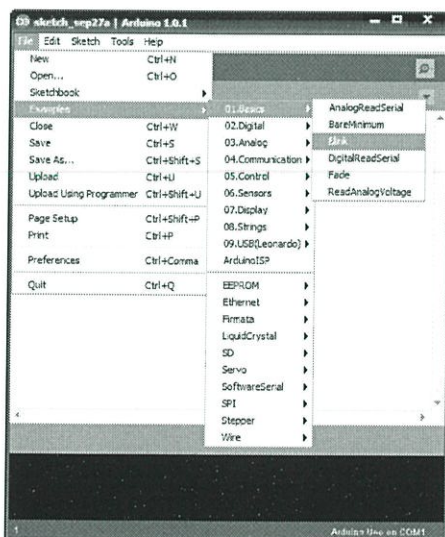 sketch_sep27a | Arduino 1.0.1
File Edit Sketch Tools Help
New Ctrl+N
Open... Ctrl+O
Sketchbook
Examples
Close Ctrl+W
Save Ctrl+S
Save As... Ctrl+Shift+S
Upload Ctrl+U
Upload Using Programmer Ctrl+Shift+U
Page Setup Ctrl+Shift+P
Print Ctrl+P
Preferences Ctrl+Comma
Quit Ctrl+Q
01.Basics
02.Digital
03.Analog
04.Communication
05.Control
06.Sensors
07.Display
08.Strings
09.USB(Leonardo)
ArduinoISP
EEPROM
Ethernet
Firmata
LiquidCrystal
SD
Servo
SoftwareSerial
SPI
Stepper
Wire
AnalogReadSerial
BareMinimum
Blink
DigitalReadSerial
Fade
ReadAnalogVoltage
1
Arduino Uno on COM1